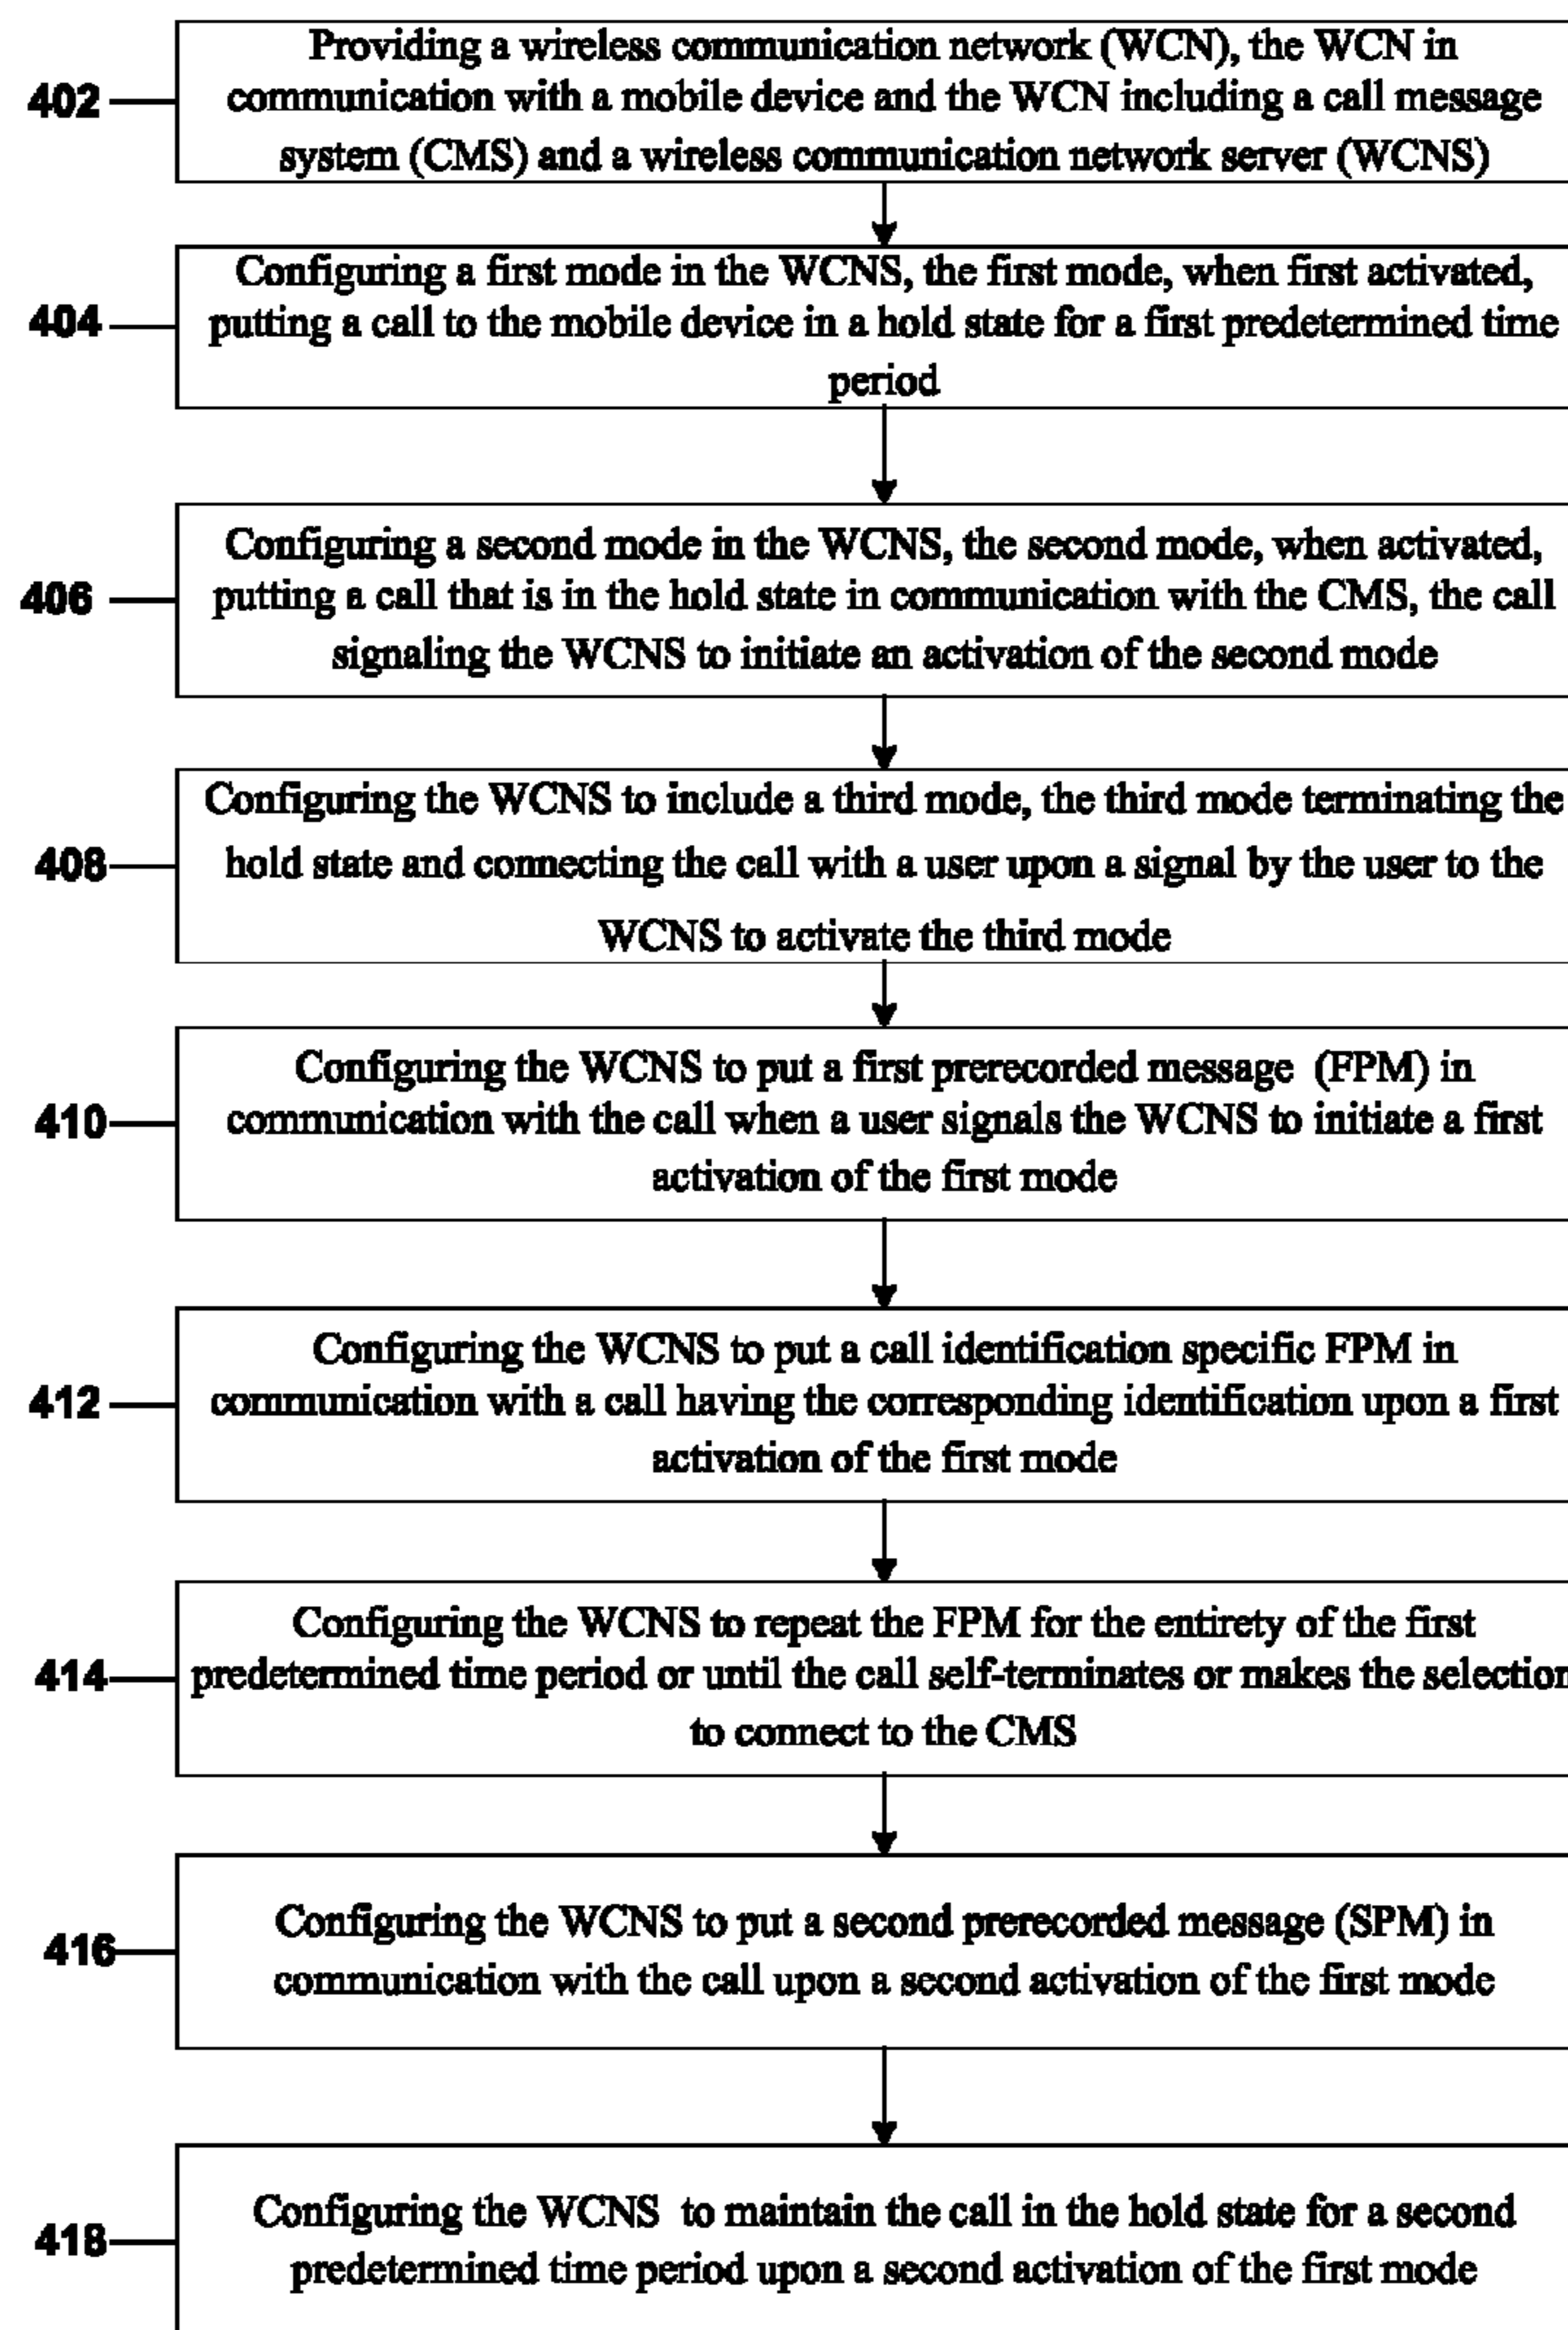 Providing a wireless communication network (WCN), the WCN in
402
communication with a mobile device and the WCN including a call message
system (CMS) and a wireless communication network server (WCNS)
Configuring a first mode in the WCNS, the first mode, when first activated,
404
putting a call to the mobile device in a hold state for a first predetermined time
period
Configuring a second mode in the WCNS, the second mode, when activated,
406
putting a call that is in the hold state in communication with the CMS, the call
signaling the WCNS to initiate an activation of the second mode
Configuring the WCNS to include a third mode, the third mode terminating the
408
hold state and connecting the call with a user upon a signal by the user to the
WCNS to activate the third mode
Configuring the WCNS to put a first prerecorded message (FPM) in
410
communication with the call when a user signals the WCNS to initiate a first
activation of the first mode
Configuring the WCNS to put a call identification specific FPM in
412
communication with a call having the corresponding identification upon a first
activation of the first mode
Configuring the WCNS to repeat the FPM for the entirety of the first
414
predetermined time period or until the call self-terminates or makes the selection
to connect to the CMS
Configuring the WCNS to put a second prerecorded message (SPM) in
416
communication with the call upon a second activation of the first mode
Configuring the WCNS to maintain the call in the hold state for a second
418
predetermined time period upon a second activation of the first mode